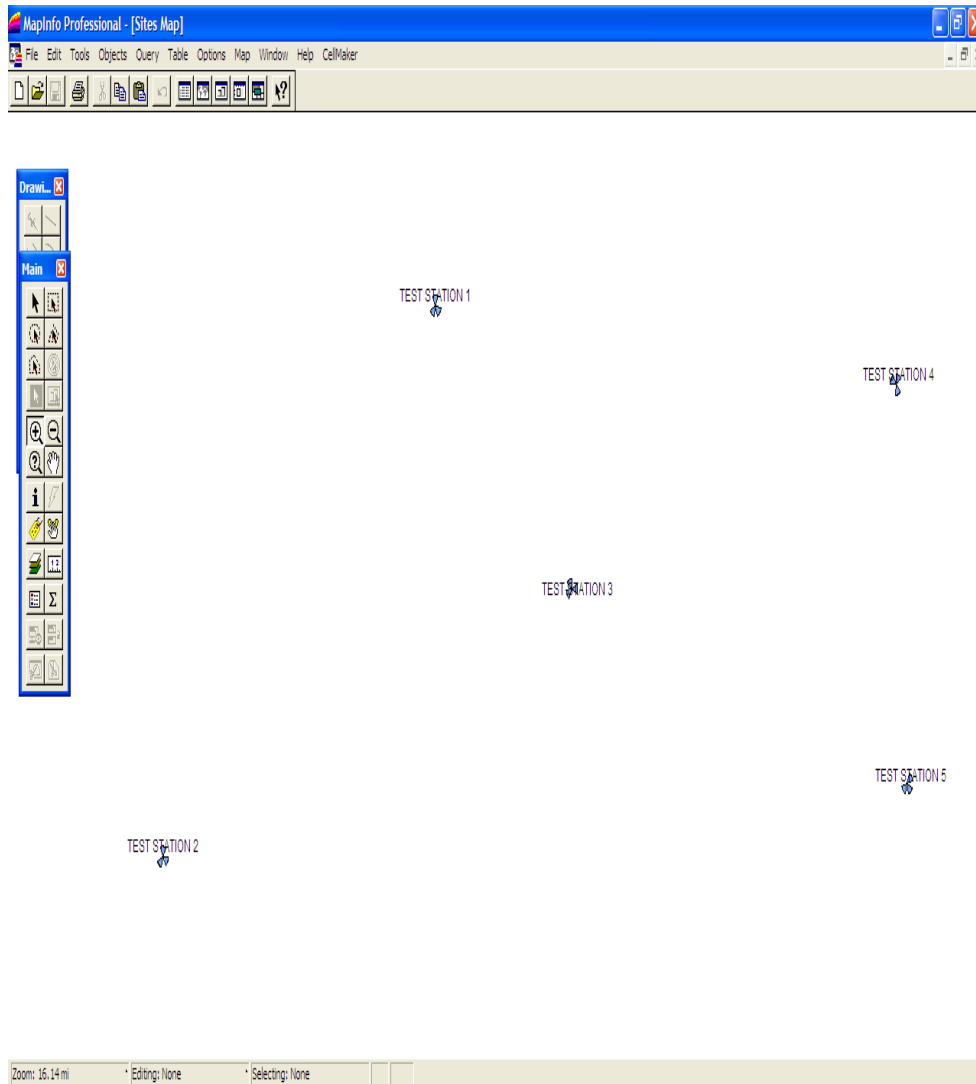 MapInfo Professional - [Sites Map]
File Edit Tools Objects Query Table Options Map Window Help CellMaker
Drawi...
Main
TEST STATION 1
TEST STATION 4
TEST STATION 3
TEST STATION 5
TEST STATION 2
Zoom: 16.14 mi Editing: None Selecting: None